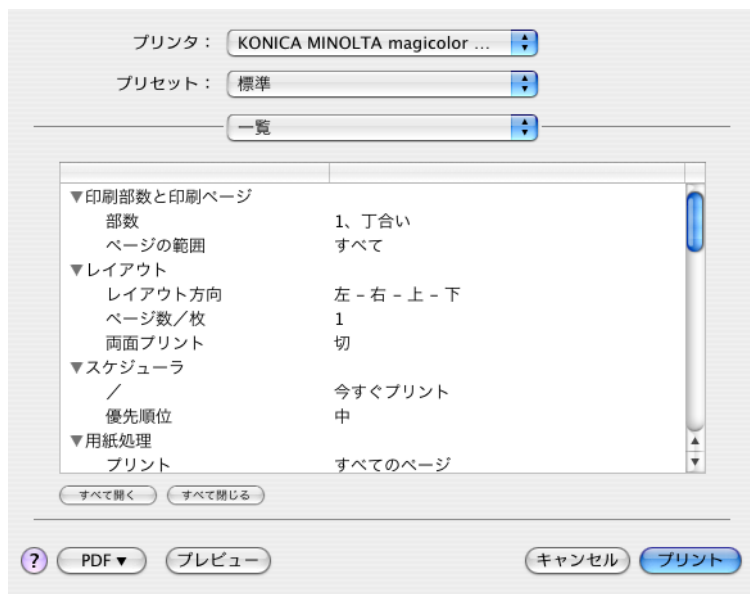 プリンタ： KONICA MINOLTA magicolor ...
プリセット： 標準
一覧
▼印刷部数と印刷ページ
部数 1、丁合い
ページの範囲 すべて
▼レイアウト
レイアウト方向 左 – 右 – 上 – 下
ページ数／枚 1
両面プリント 切
▼スケジューラ
／ 今すぐプリント
優先順位 中
▼用紙処理
プリント すべてのページ
すべて開く すべて閉じる
? PDF▼ プレビュー キャンセル プリント